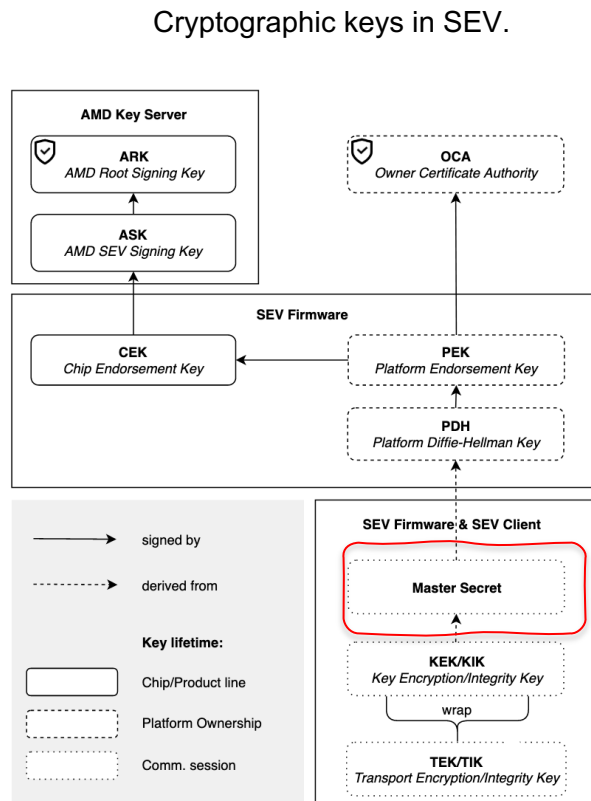 Cryptographic keys in SEV.
AMD Key Server
ARK
AMD Root Signing Key
OCA
Owner Certificate Authority
ASK
AMD SEV Signing Key
SEV Firmware
CEK
Chip Endorsement Key
PEK
Platform Endorsement Key
PDH
Platform Diffie-Hellman Key
signed by
derived from
Key lifetime:
Chip/Product line
Platform Ownership
Comm. session
SEV Firmware & SEV Client
Master Secret
KEK/KIK
Key Encryption/Integrity Key
wrap
TEK/TIK
Transport Encryption/Integrity Key